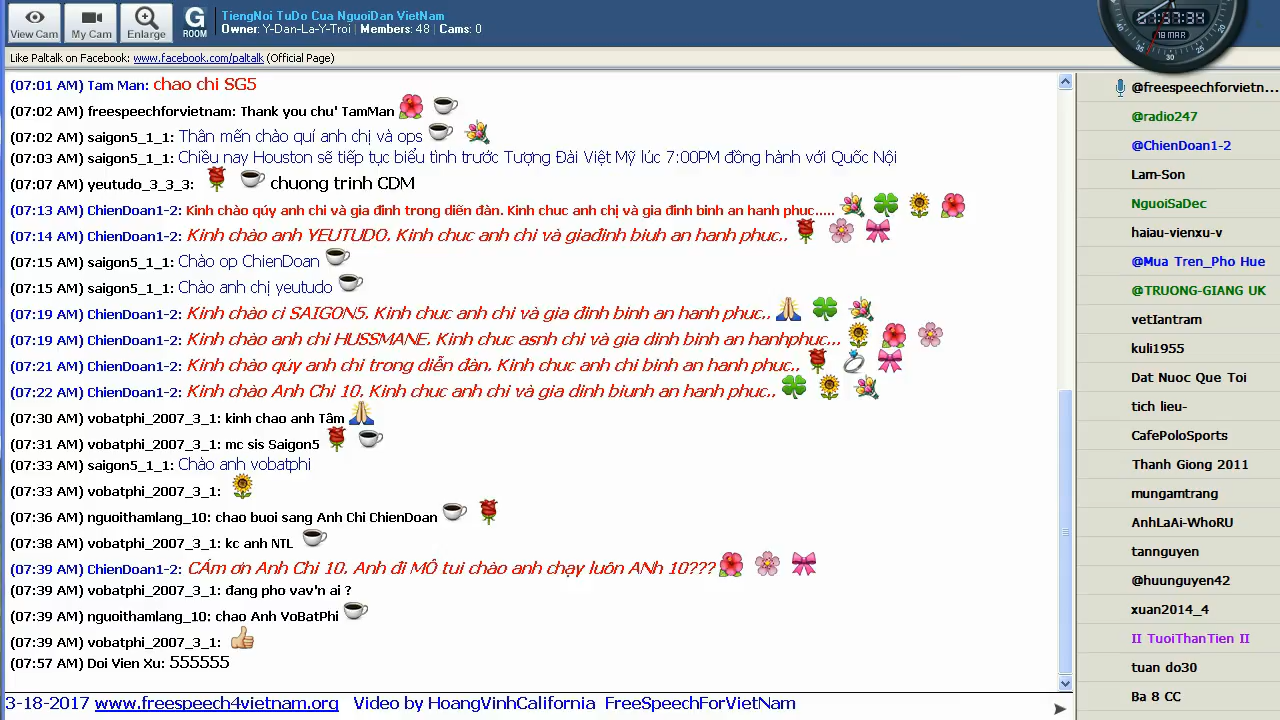 View Cam
My Cam
Enlarge
G
ROOM
TiengNoi TuDo Cua NguoiDan VietNam
Owner: Y-Dan-La-Y-Troi | Members: 48 | Cams: 0
18 MAR
Like Paltalk on Facebook: www.facebook.com/paltalk (Official Page)
(07:01 AM) Tam Man: chao chi SG5
(07:02 AM) freespeechforvietnam: Thank you chu' TamMan
(07:02 AM) saigon5_1_1: Thân mến chào quí anh chị và ops
(07:03 AM) saigon5_1_1: Chiều nay Houston sẽ tiếp tục biểu tình trước Tượng Đài Việt Mỹ lúc 7:00PM đồng hành với Quốc Nội
(07:07 AM) yeutudo_3_3_3: chuong trinh CDM
(07:13 AM) ChienDoan1-2: Kinh chào qúy anh chi và gia đình trong diễn đàn. Kinh chuc anh chị và gia đình binh an hanh phuc.....
(07:14 AM) ChienDoan1-2: Kinh chào anh YEUTUDO. Kinh chuc anh chi và giađinh biuh an hanh phuc..
(07:15 AM) saigon5_1_1: Chào op ChienDoan
(07:15 AM) saigon5_1_1: Chào anh chị yeutudo
(07:19 AM) ChienDoan1-2: Kinh chào ci SAIGON5. Kinh chuc anh chi và gia đinh binh an hanh phuc..
(07:19 AM) ChienDoan1-2: Kinh chào anh chi HUSSMANE. Kinh chuc asnh chi và gia dinh binh an hanhphuc...
(07:21 AM) ChienDoan1-2: Kinh chào qúy anh chi trong diễn đàn. Kinh chuc anh chi binh an hanh phuc..
(07:22 AM) ChienDoan1-2: Kinh chào Anh Chi 10. Kinh chuc anh chi và gia dinh biunh an hanh phuc..
(07:30 AM) vobatphi_2007_3_1: kinh chao anh Tâm
(07:31 AM) vobatphi_2007_3_1: mc sis Saigon5
(07:33 AM) saigon5_1_1: Chào anh vobatphi
(07:33 AM) vobatphi_2007_3_1:
(07:36 AM) nguoithamlang_10: chao buoi sang Anh Chi ChienDoan
(07:38 AM) vobatphi_2007_3_1: kc anh NTL
(07:39 AM) ChienDoan1-2: CÁm ơn Anh Chi 10. Anh đi MÔ tui chào anh chạy luôn ANh 10???
(07:39 AM) vobatphi_2007_3_1: đang pho vav'n ai ?
(07:39 AM) nguoithamlang_10: chao Anh VoBatPhi
(07:39 AM) vobatphi_2007_3_1:
(07:57 AM) Doi Vien Xu: 555555
3-18-2017 www.freespeech4vietnam.org Video by HoangVinhCalifornia FreeSpeechForVietNam
@freespeechforvietn...
@radio247
@ChienDoan1-2
Lam-Son
NguoiSaDec
haiau-vienxu-v
@Mua Tren_Pho Hue
@TRUONG-GIANG UK
vetIantram
kuli1955
Dat Nuoc Que Toi
tich lieu-
CafePoloSports
Thanh Giong 2011
mungamtrang
AnhLaAi-WhoRU
tannguyen
@huunguyen42
xuan2014_4
II TuoiThanTien II
tuan do30
Ba 8 CC